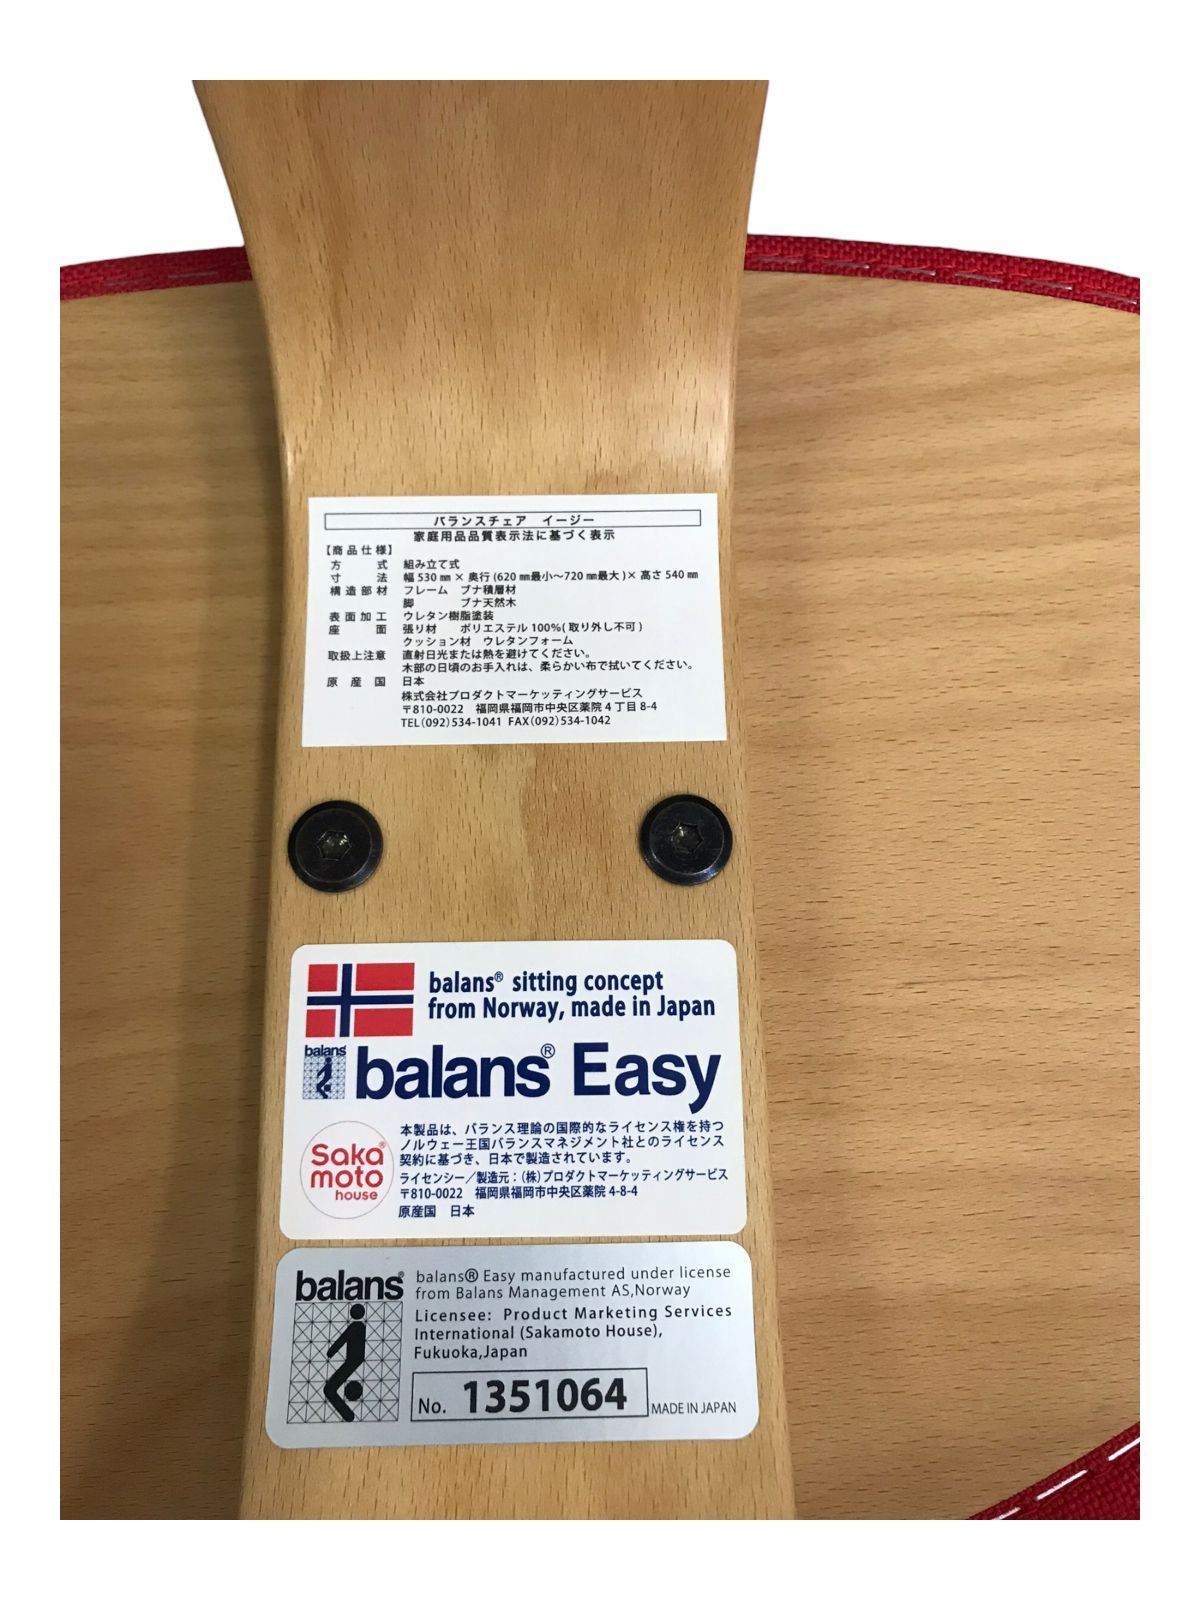 バランスチェア　イージー
家庭用品品質表示法に基づく表示
【商品仕様】
方　式　組み立て式
寸　法　幅 530 ㎜ × 奥行 (620 ㎜最小～720 ㎜最大 )× 高さ 540 ㎜
構造部材　フレーム　ブナ積層材
脚　ブナ天然木
表面加工　ウレタン樹脂塗装
座　面　張り材　ポリエステル 100%( 取り外し不可 )
クッション材　ウレタンフォーム
取扱上注意　直射日光または熱を避けてください。
木部の日頃のお手入れは、柔らかい布で拭いてください。
原産国　日本
株式会社プロダクトマーケッティングサービス
〒810-0022　福岡県福岡市中央区薬院 4 丁目 8-4
TEL(092)534-1041 FAX(092)534-1042
balans® sitting concept
from Norway, made in Japan
balans®
balans® Easy
Saka®
moto
house
本製品は、バランス理論の国際的なライセンス権を持つ
ノルウェー王国バランスマネジメント社とのライセンス
契約に基づき、日本で製造されています。
ライセンシー／製造元：(株)プロダクトマーケッティングサービス
〒810-0022　福岡県福岡市中央区薬院 4-8-4
原産国　日本
balans®
balans® Easy manufactured under license
from Balans Management AS,Norway
Licensee: Product Marketing Services
International (Sakamoto House),
Fukuoka,Japan
No. 1351064
MADE IN JAPAN